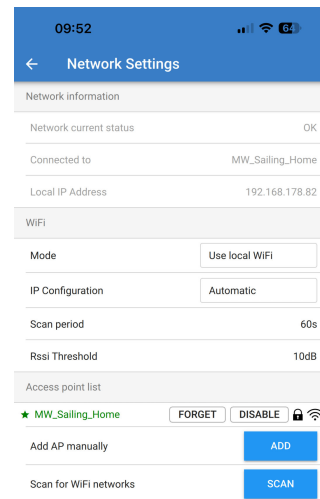 09:52
64
Network Settings
Network information
Network current status OK
Connected to MW_Sailing_Home
Local IP Address 192.168.178.82
WiFi
Mode Use local WiFi
IP Configuration Automatic
Scan period 60s
Rssi Threshold 10dB
Access point list
MW_Sailing_Home FORGET DISABLE
Add AP manually ADD
Scan for WiFi networks SCAN